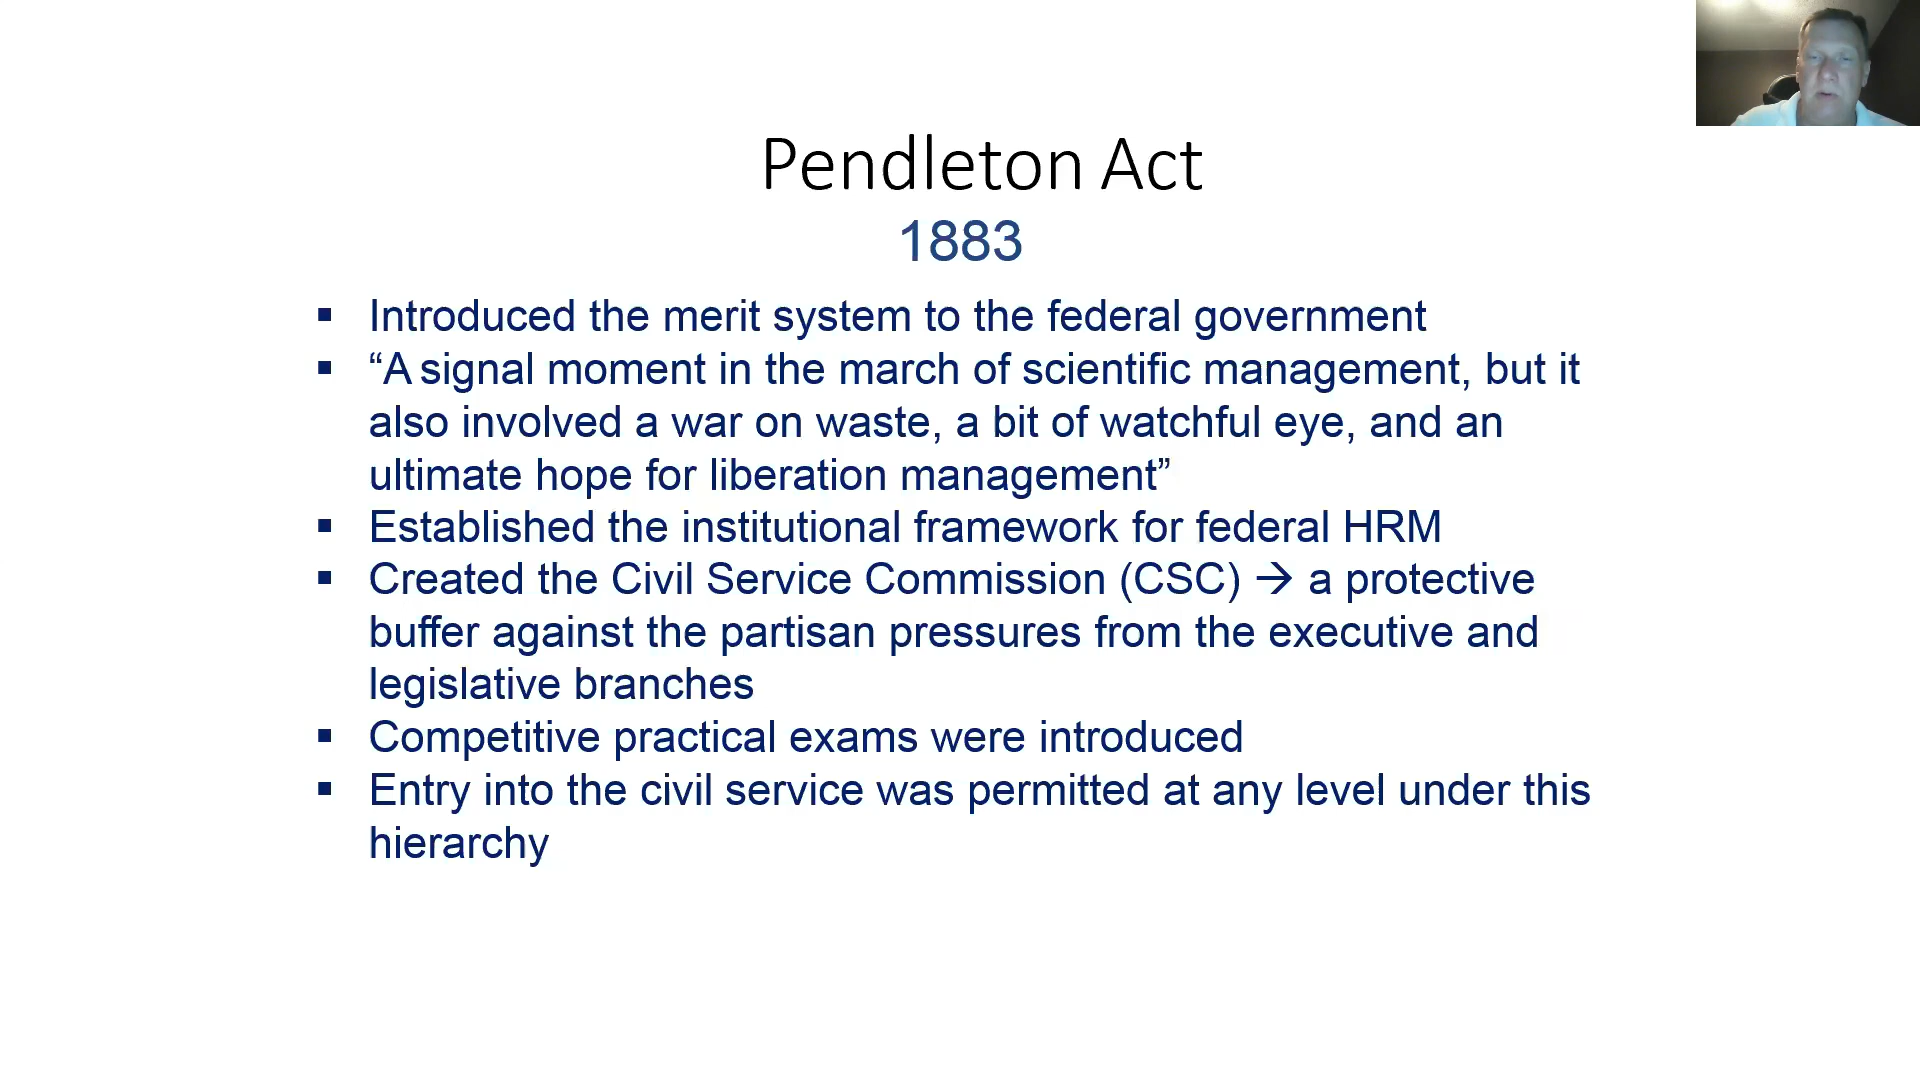 Pendleton Act
1883
▪ Introduced the merit system to the federal government
▪ “A signal moment in the march of scientific management, but it
also involved a war on waste, a bit of watchful eye, and an
ultimate hope for liberation management”
▪ Established the institutional framework for federal HRM
▪ Created the Civil Service Commission (CSC) → a protective
buffer against the partisan pressures from the executive and
legislative branches
▪ Competitive practical exams were introduced
▪ Entry into the civil service was permitted at any level under this
hierarchy